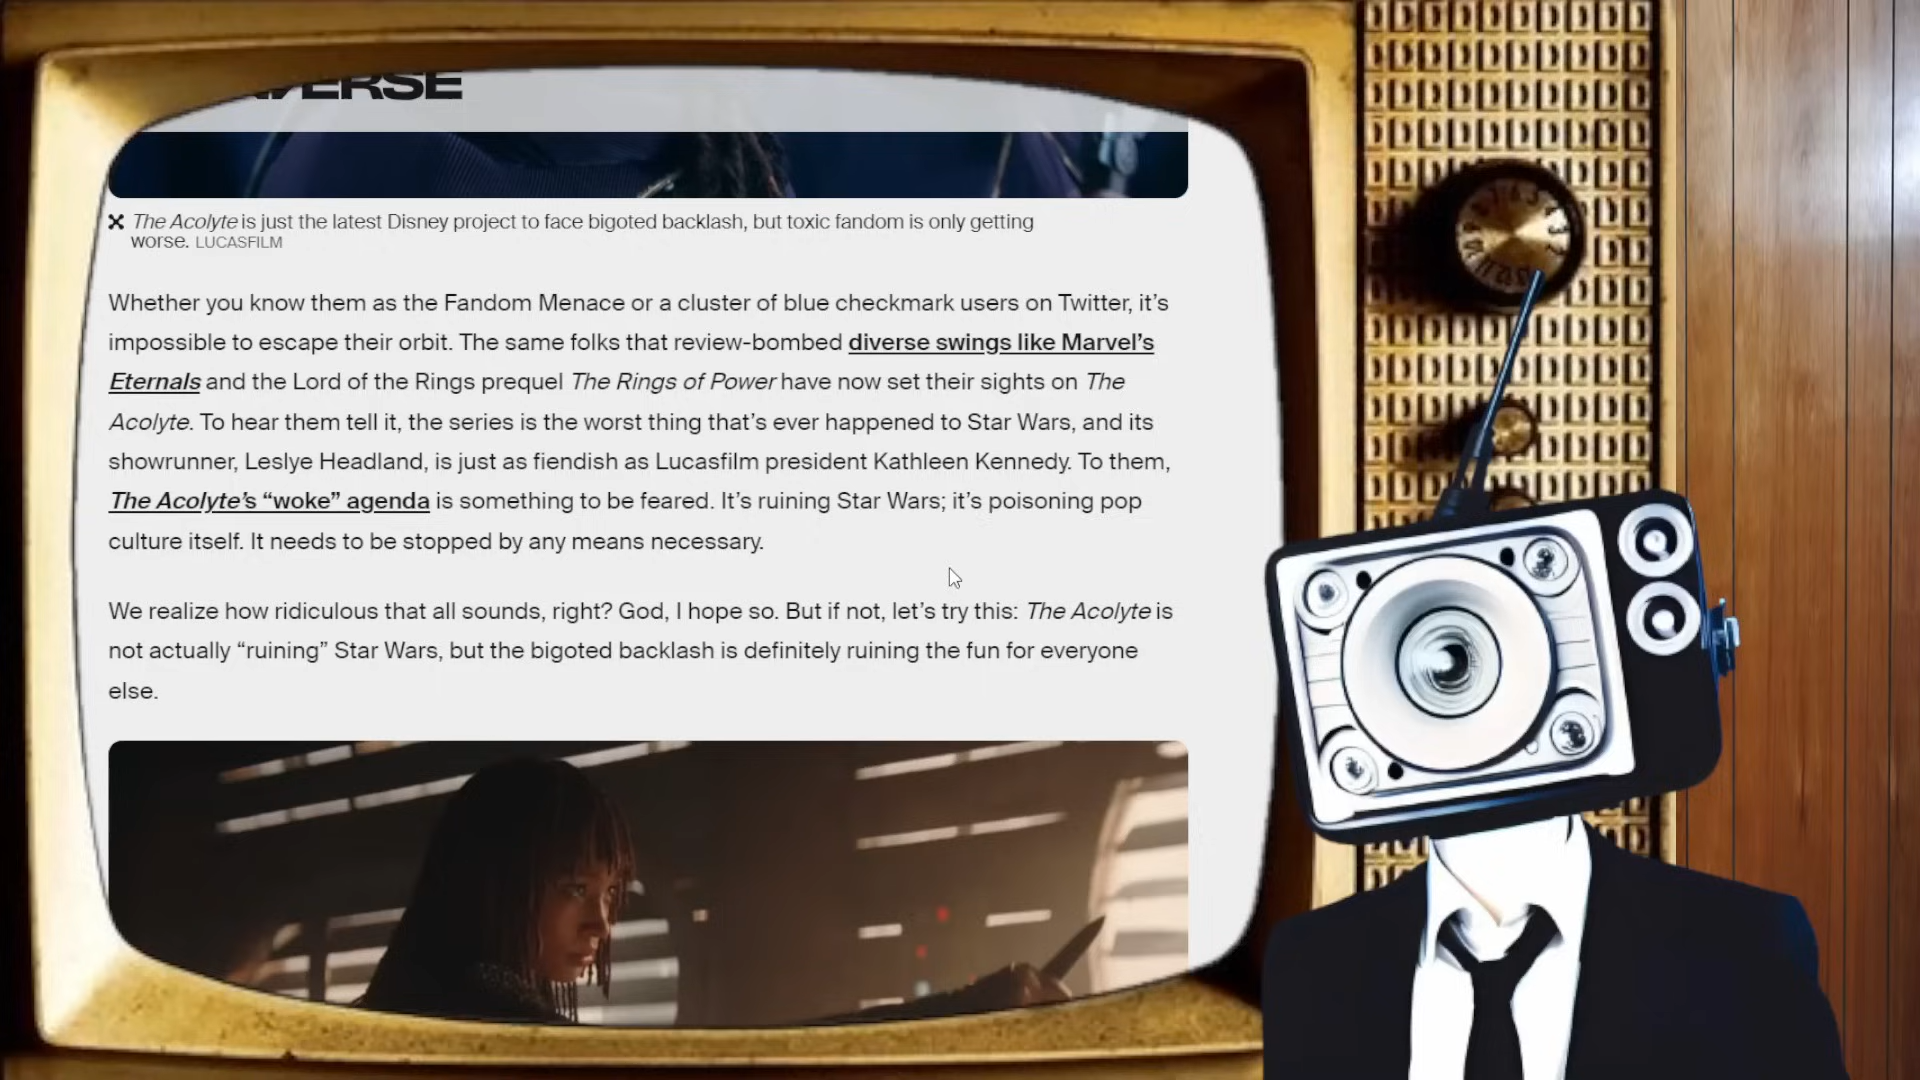 The Acolyte is just the latest Disney project to face bigoted backlash, but toxic fandom is only getting
worse. LUCASFILM
Whether you know them as the Fandom Menace or a cluster of blue checkmark users on Twitter, it’s
impossible to escape their orbit. The same folks that review-bombed diverse swings like Marvel’s
Eternals and the Lord of the Rings prequel The Rings of Power have now set their sights on The
Acolyte. To hear them tell it, the series is the worst thing that’s ever happened to Star Wars, and its
showrunner, Leslye Headland, is just as fiendish as Lucasfilm president Kathleen Kennedy. To them,
The Acolyte’s “woke” agenda is something to be feared. It’s ruining Star Wars; it’s poisoning pop
culture itself. It needs to be stopped by any means necessary.
We realize how ridiculous that all sounds, right? God, I hope so. But if not, let’s try this: The Acolyte is
not actually “ruining” Star Wars, but the bigoted backlash is definitely ruining the fun for everyone
else.